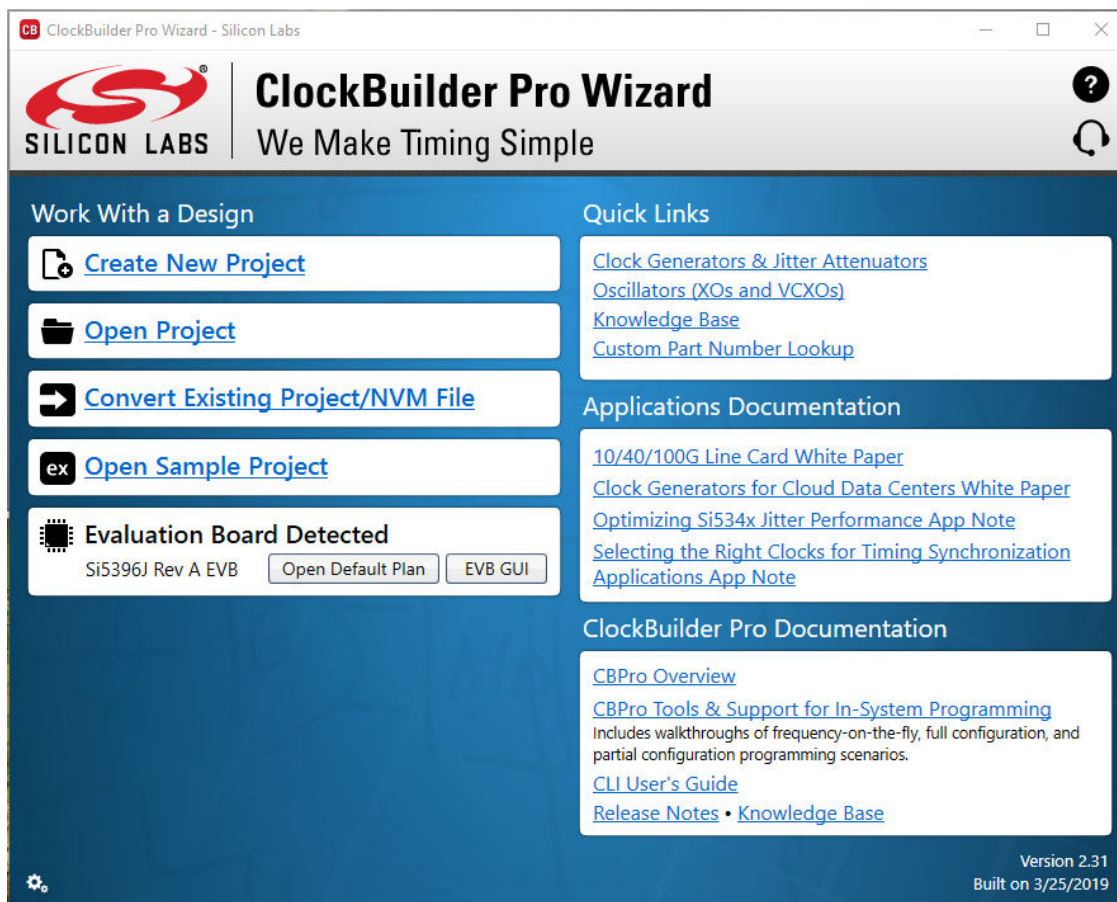 CB ClockBuilder Pro Wizard - Silicon Labs
SILICON LABS®
ClockBuilder Pro Wizard
We Make Timing Simple
?
Work With a Design
Create New Project
Open Project
Convert Existing Project/NVM File
ex Open Sample Project
Evaluation Board Detected
Si5396J Rev A EVB Open Default Plan EVB GUI
Quick Links
Clock Generators & Jitter Attenuators
Oscillators (XOs and VCXOs)
Knowledge Base
Custom Part Number Lookup
Applications Documentation
10/40/100G Line Card White Paper
Clock Generators for Cloud Data Centers White Paper
Optimizing Si534x Jitter Performance App Note
Selecting the Right Clocks for Timing Synchronization
Applications App Note
ClockBuilder Pro Documentation
CBPro Overview
CBPro Tools & Support for In-System Programming
Includes walkthroughs of frequency-on-the-fly, full configuration, and
partial configuration programming scenarios.
CLI User's Guide
Release Notes • Knowledge Base
Version 2.31
Built on 3/25/2019